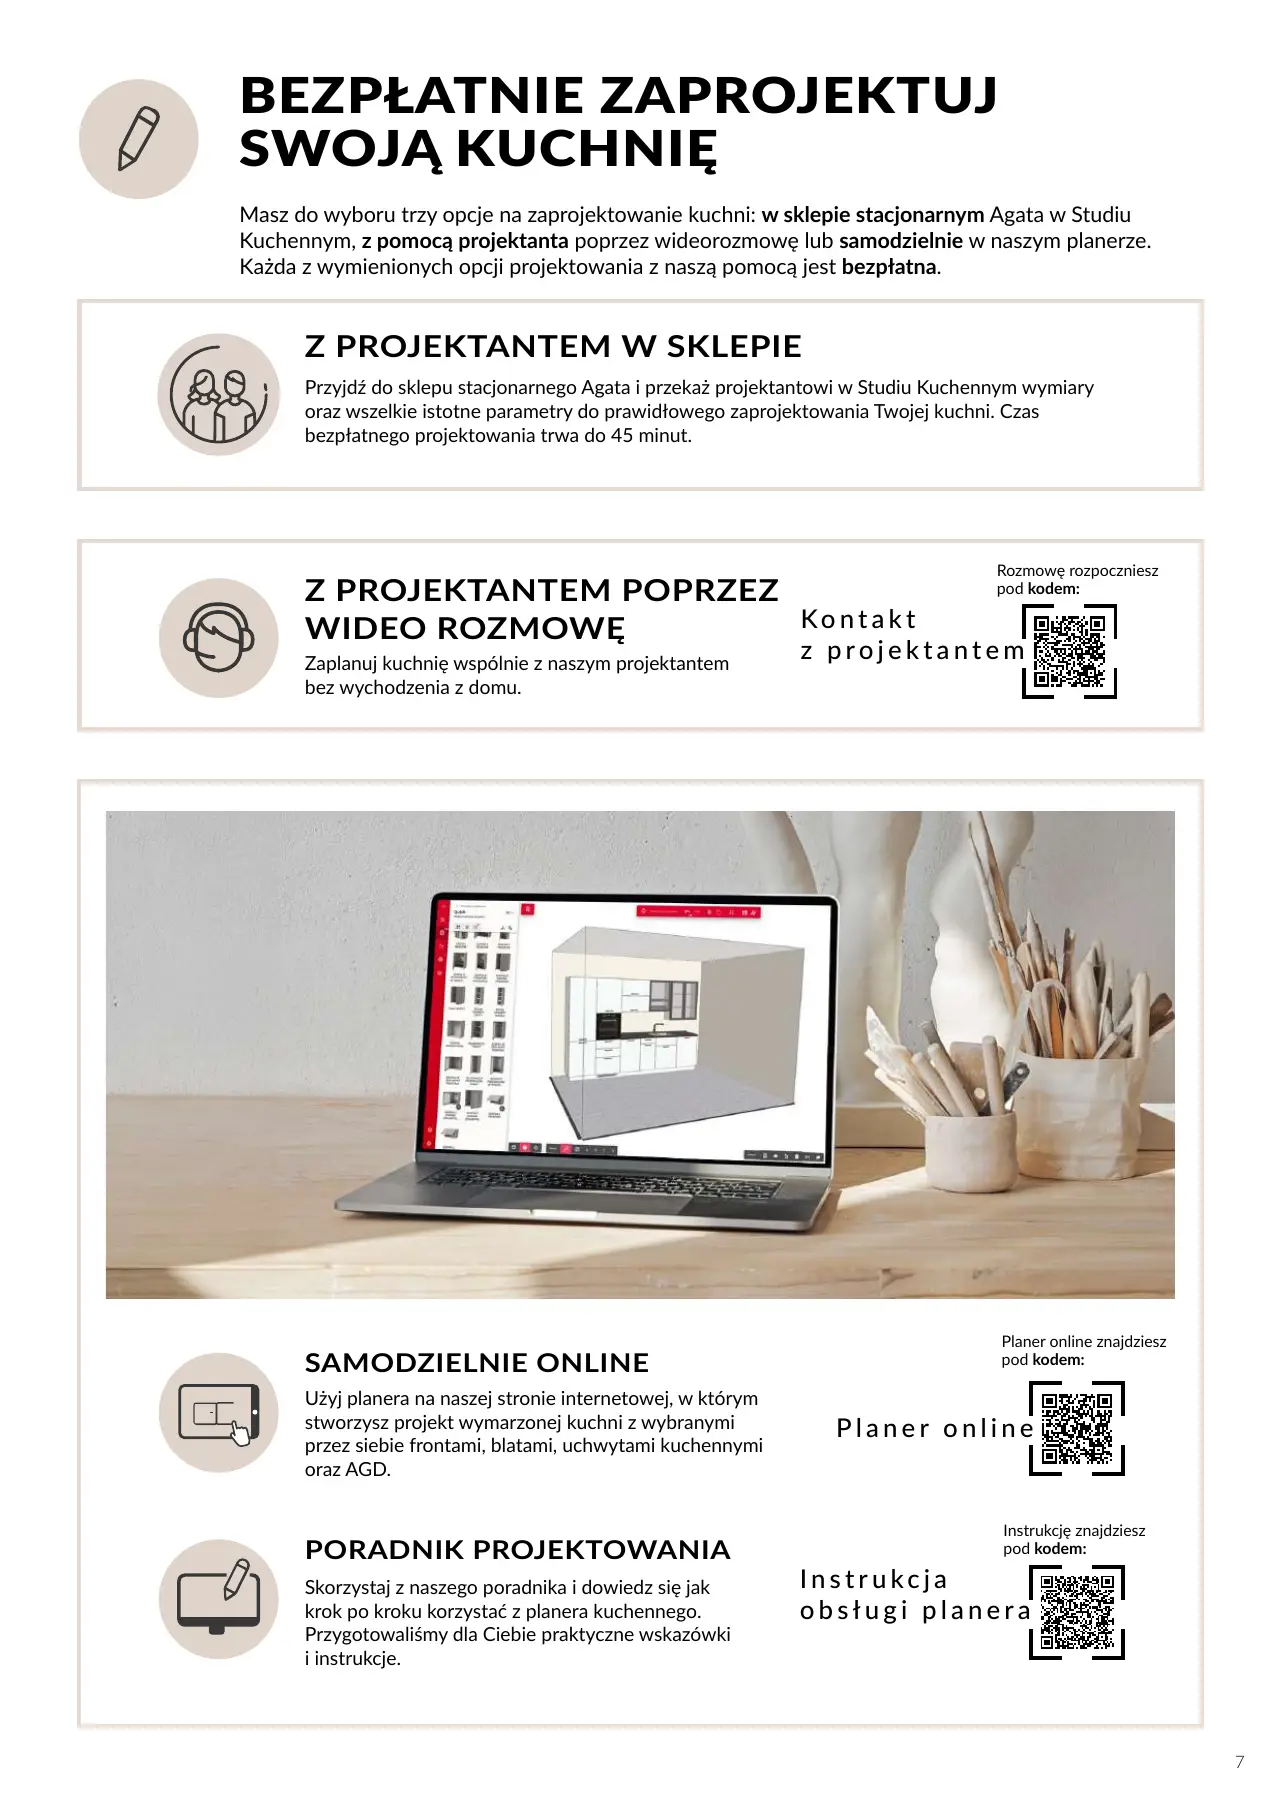 BEZPŁATNIE ZAPROJEKTUJ
SWOJĄ KUCHNIĘ
Masz do wyboru trzy opcje na zaprojektowanie kuchni: w sklepie stacjonarnym Agata w Studiu
Kuchennym, z pomocą projektanta poprzez wideorozmowę lub samodzielnie w naszym planerze.
Każda z wymienionych opcji projektowania z naszą pomocą jest bezpłatna.
Z PROJEKTANTEM W SKLEPIE
Przyjdź do sklepu stacjonarnego Agata i przekaż projektantowi w Studiu Kuchennym wymiary
oraz wszelkie istotne parametry do prawidłowego zaprojektowania Twojej kuchni. Czas
bezpłatnego projektowania trwa do 45 minut.
Z PROJEKTANTEM POPRZEZ
WIDEO ROZMOWĘ
Zaplanuj kuchnię wspólnie z naszym projektantem
bez wychodzenia z domu.
Kontakt
z projektantem
Rozmowę rozpoczniesz
pod kodem:
SAMODZIELNIE ONLINE
Użyj planera na naszej stronie internetowej, w którym
stworzysz projekt wymarzonej kuchni z wybranymi
przez siebie frontami, blatami, uchwytami kuchennymi
oraz AGD.
Planer online
Planer online znajdziesz
pod kodem:
PORADNIK PROJEKTOWANIA
Skorzystaj z naszego poradnika i dowiedz się jak
krok po kroku korzystać z planera kuchennego.
Przygotowaliśmy dla Ciebie praktyczne wskazówki
i instrukcje.
Instrukcja
obsługi planera
Instrukcję znajdziesz
pod kodem:
7